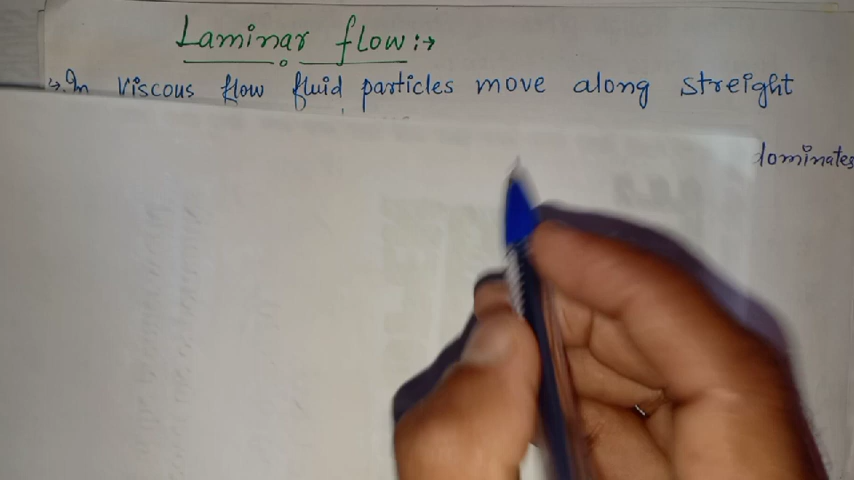 Laminar flow :→
↳ In viscous flow fluid particles move along streight
dominates